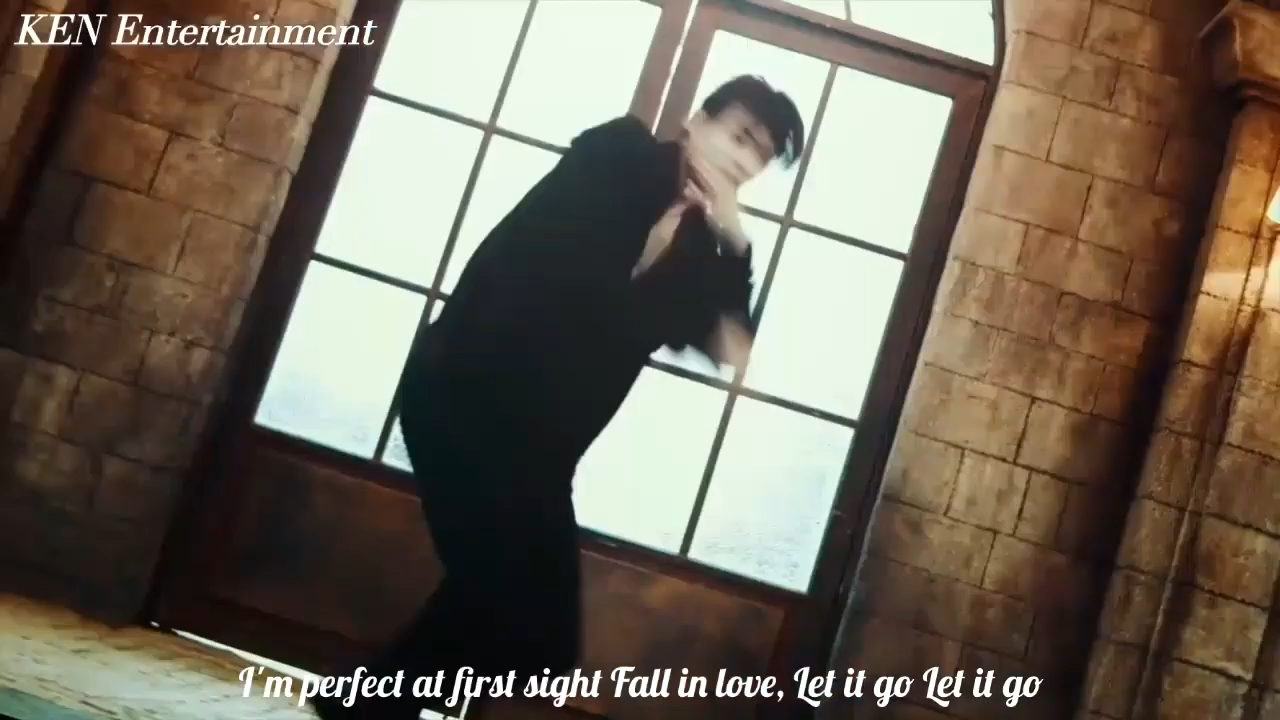 KEN Entertainment
I'm perfect at first sight Fall in love, Let it go Let it go